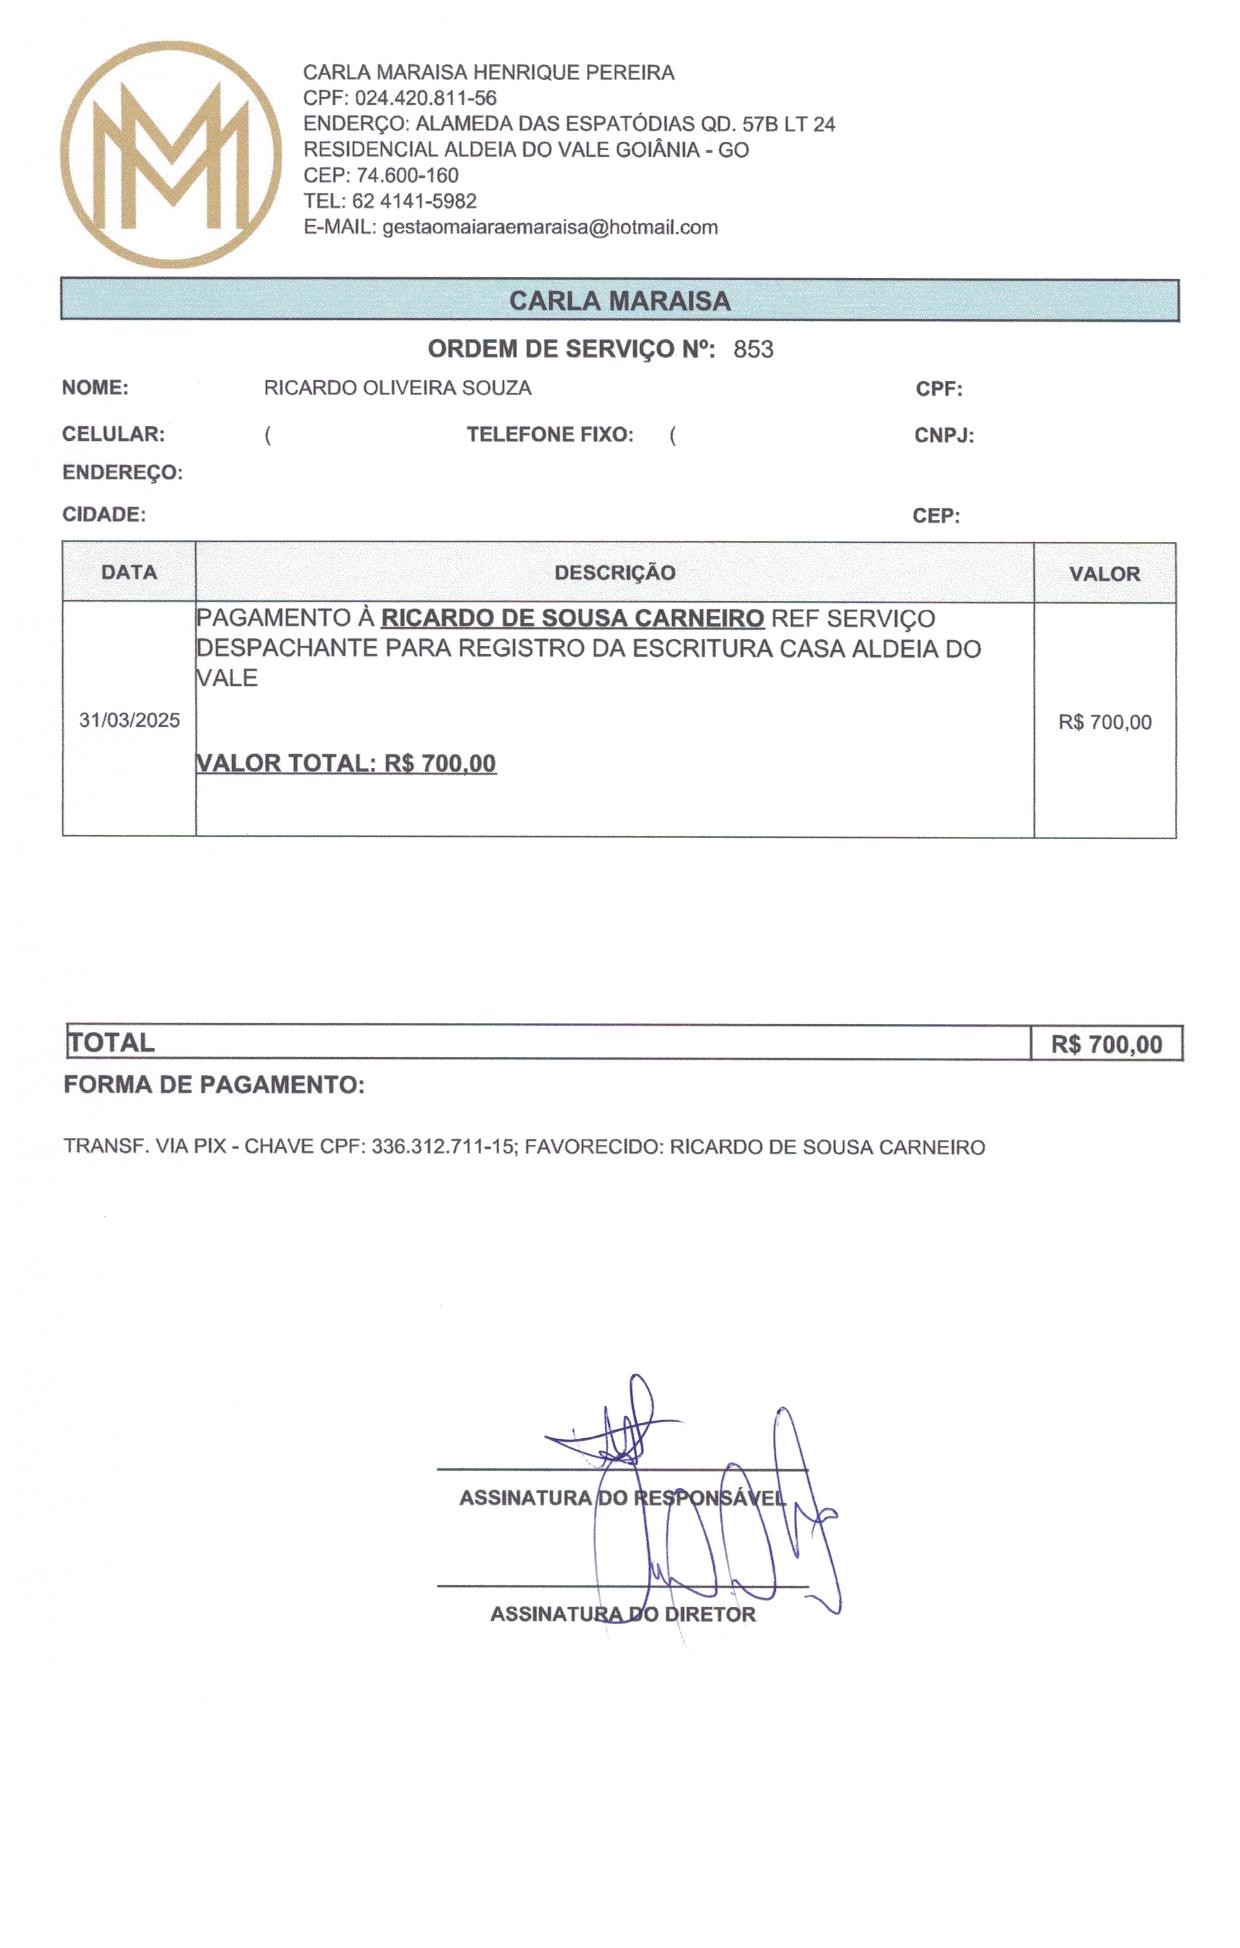 MM
CARLA MARAISA HENRIQUE PEREIRA
CPF: 024.420.811-56
ENDERÇO: ALAMEDA DAS ESPATÓDIAS QD. 57B LT 24
RESIDENCIAL ALDEIA DO VALE GOIÂNIA - GO
CEP: 74.600-160
TEL: 62 4141-5982
E-MAIL: gestaomaiaraemaraisa@hotmail.com
CARLA MARAISA
ORDEM DE SERVIÇO Nº: 853
NOME: RICARDO OLIVEIRA SOUZA CPF:
CELULAR: ( TELEFONE FIXO: ( CNPJ:
ENDEREÇO:
CIDADE: CEP:
DATA DESCRIÇÃO VALOR
PAGAMENTO À RICARDO DE SOUSA CARNEIRO REF SERVIÇO
DESPACHANTE PARA REGISTRO DA ESCRITURA CASA ALDEIA DO
VALE
31/03/2025 R$ 700,00
VALOR TOTAL: R$ 700,00
TOTAL R$ 700,00
FORMA DE PAGAMENTO:
TRANSF. VIA PIX - CHAVE CPF: 336.312.711-15; FAVORECIDO: RICARDO DE SOUSA CARNEIRO
ASSINATURA DO RESPONSÁVEL
ASSINATURA DO DIRETOR